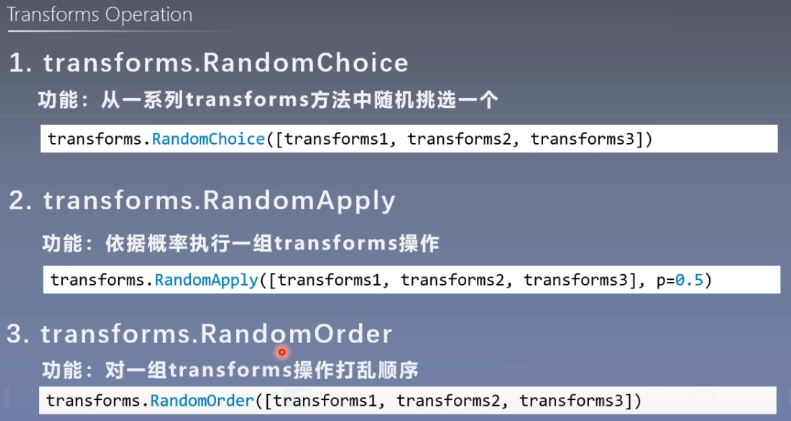 Transforms Operation
1. transforms.RandomChoice
功能：从一系列transforms方法中随机挑选一个
transforms.RandomChoice([transforms1, transforms2, transforms3])
2. transforms.RandomApply
功能：依据概率执行一组transforms操作
transforms.RandomApply([transforms1, transforms2, transforms3], p=0.5)
3. transforms.RandomOrder
功能：对一组transforms操作打乱顺序
transforms.RandomOrder([transforms1, transforms2, transforms3])